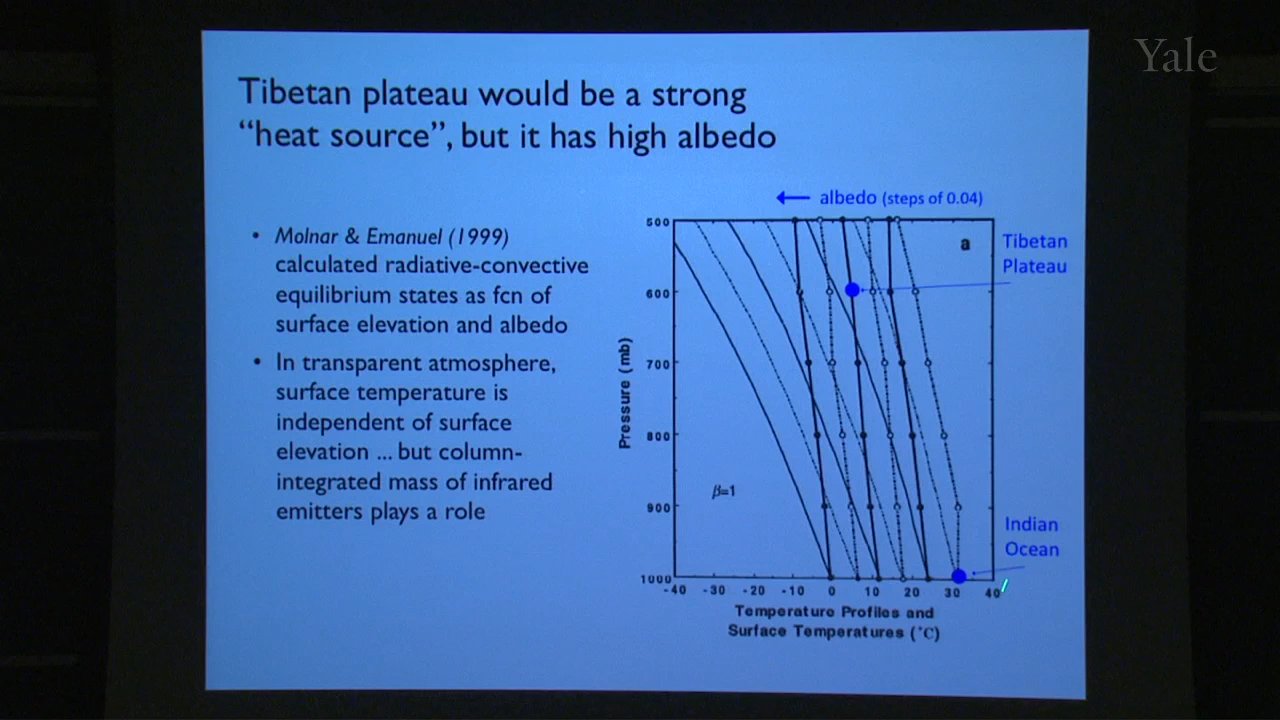 Yale
Tibetan plateau would be a strong
“heat source”, but it has high albedo
• Molnar & Emanuel (1999)
calculated radiative-convective
equilibrium states as fcn of
surface elevation and albedo
• In transparent atmosphere,
surface temperature is
independent of surface
elevation ... but column-
integrated mass of infrared
emitters plays a role
← albedo (steps of 0.04)
500
600
700
800
900
1000
Pressure (mb)
a
β=1
Tibetan
Plateau
Indian
Ocean
-40 -30 -20 -10 0 10 20 30 40
Temperature Profiles and
Surface Temperatures (°C)